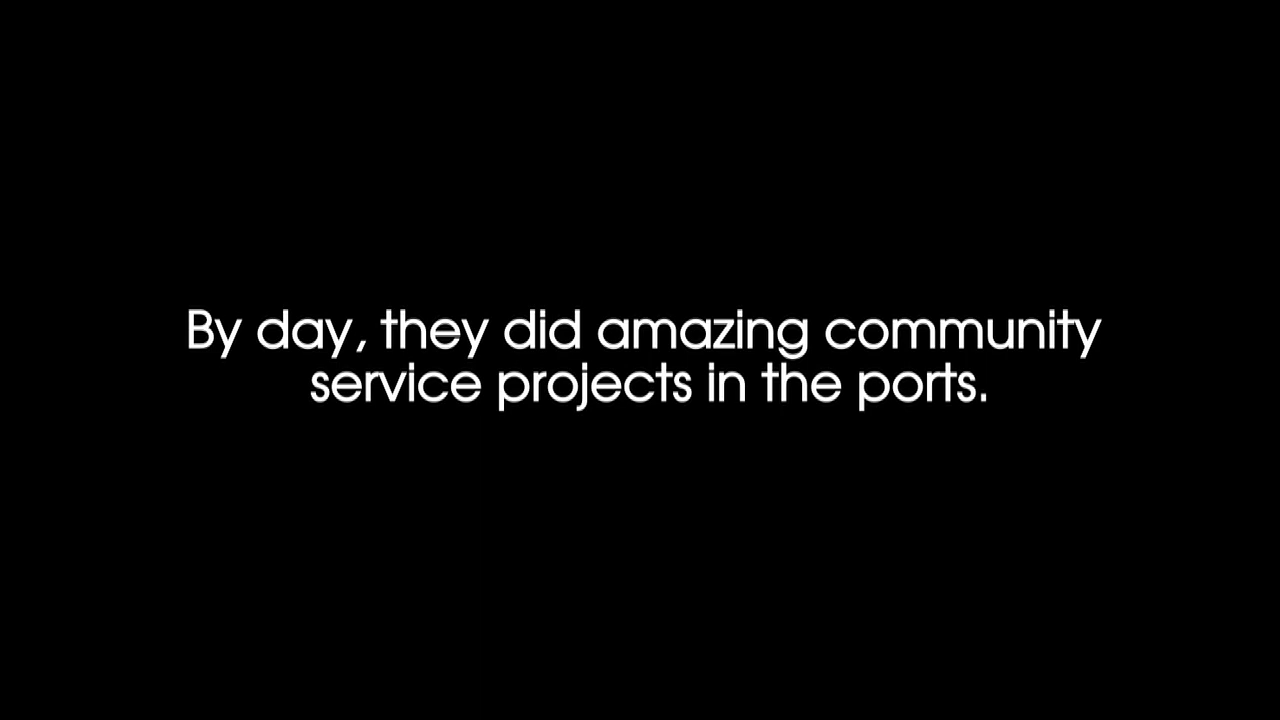 By day, they did amazing community
service projects in the ports.